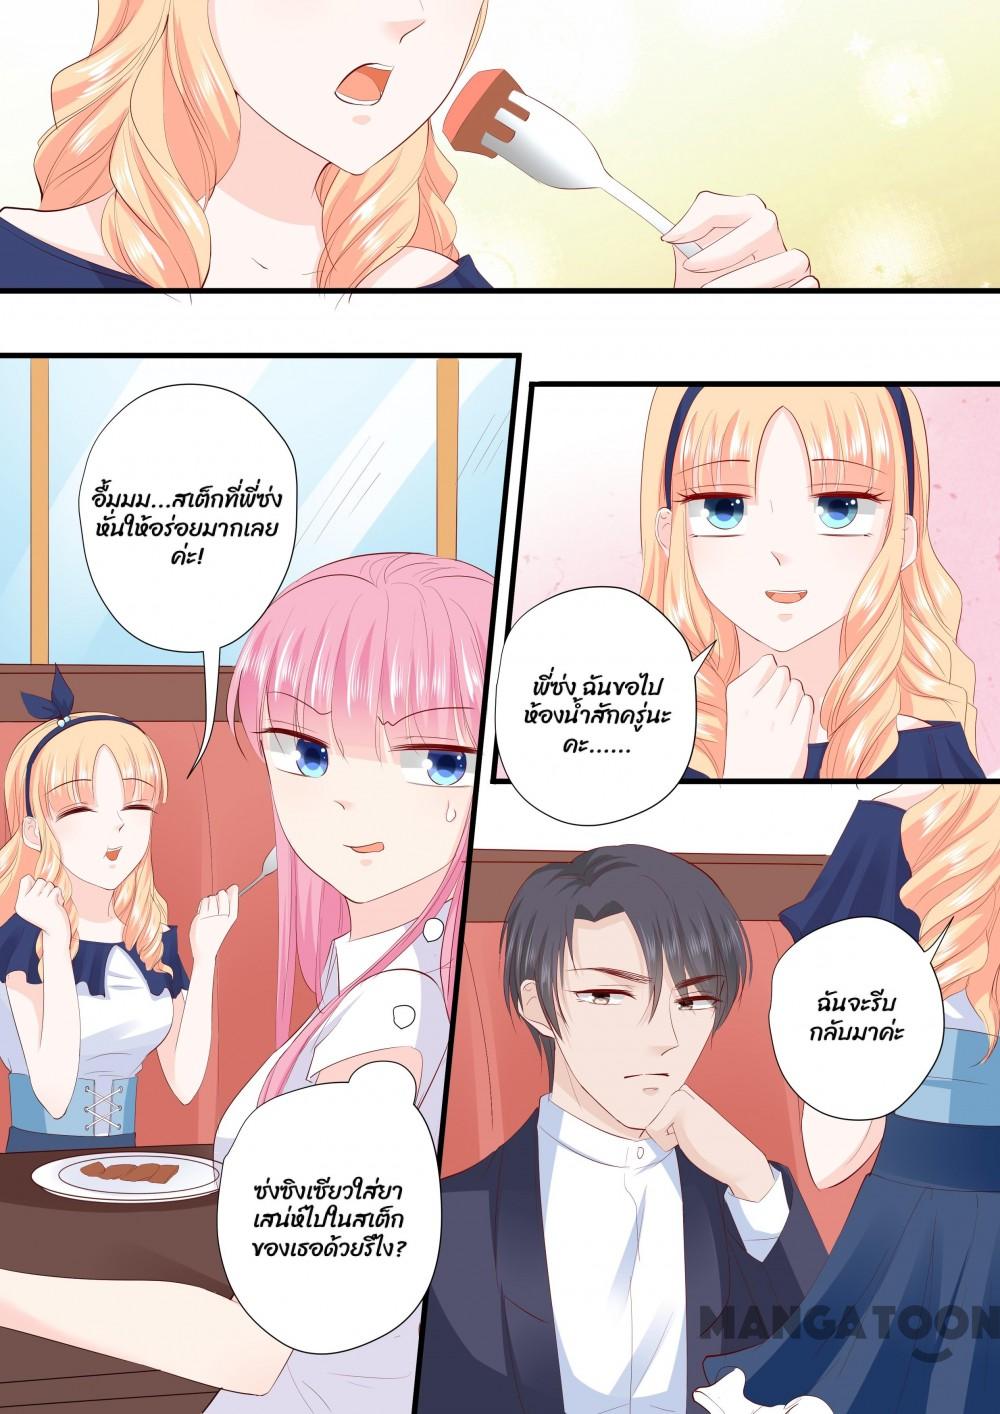 อื้มมม...สเต็กที่พี่ซ่ง
หั่นให้อร่อยมากเลย
ค่ะ!
พี่ซ่ง ฉันขอไป
ห้องน้ำสักครู่นะ
คะ......
ฉันจะรีบ
กลับมาค่ะ
ซ่งชิงเซียวใส่ยา
เสน่ห์ไปในสเต็ก
ของเธอด้วยรึไง?
MANGATOON